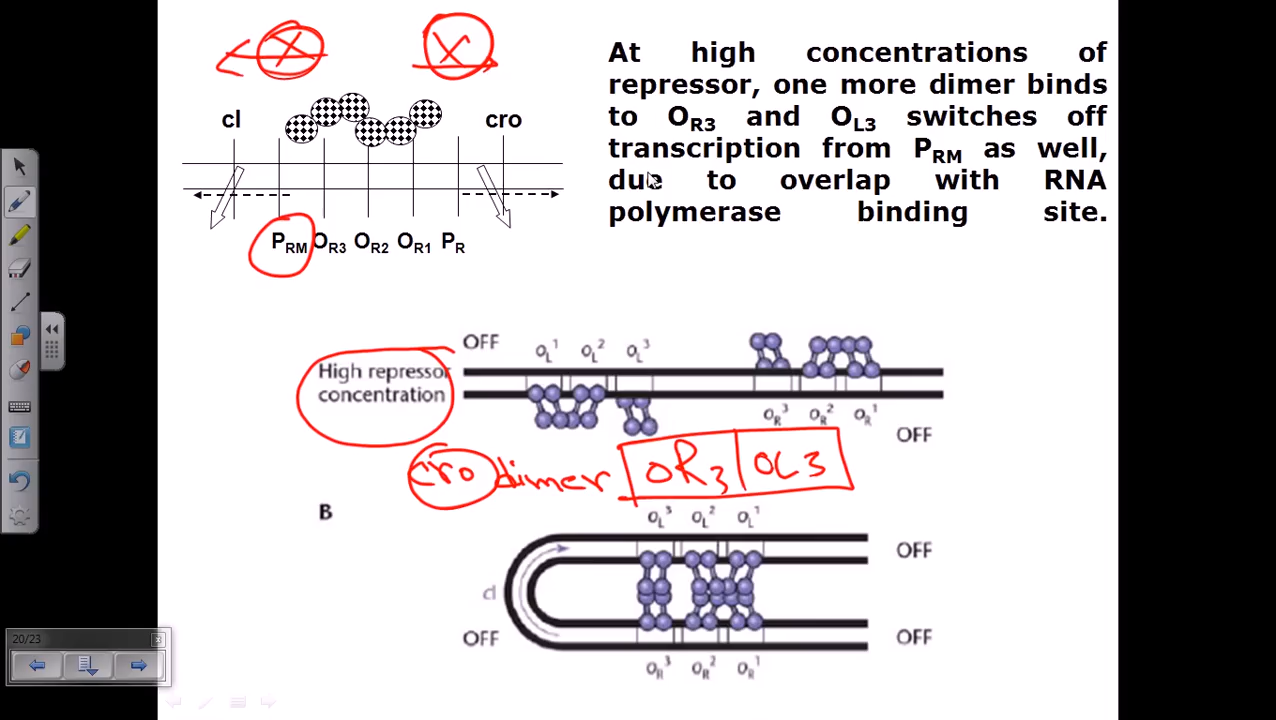 At high concentrations of
repressor, one more dimer binds
to OR3 and OL3 switches off
transcription from PRM as well,
due to overlap with RNA
polymerase binding site.
cI
cro
PRM OR3 OR2 OR1 PR
OFF
OL1 OL2 OL3
High repressor
concentration
OR3 OR2 OR1
OFF
cro dimer OR3 OL3
B
OL3 OL2 OL1
OFF
cI
OFF
OFF
OR3 OR2 OR1
20/23